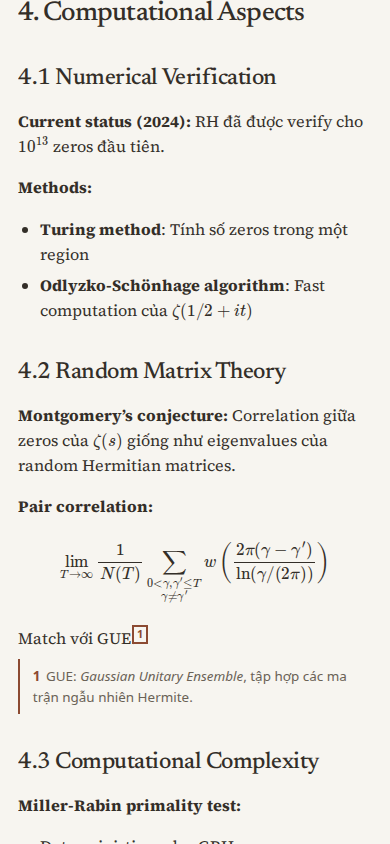 4. Computational Aspects
4.1 Numerical Verification
Current status (2024): RH đã được verify cho
10^13 zeros đầu tiên.
Methods:
• Turing method: Tính số zeros trong một
region
• Odlyzko-Schönhage algorithm: Fast
computation của ζ(1/2 + it)
4.2 Random Matrix Theory
Montgomery’s conjecture: Correlation giữa
zeros của ζ(s) giống như eigenvalues của
random Hermitian matrices.
Pair correlation:
lim_{T→∞} 1/N(T) ∑_{0<γ,γ′≤T, γ≠γ′} w(2π(γ − γ′)/ln(γ/(2π)))
Match với GUE 1
1 GUE: Gaussian Unitary Ensemble, tập hợp các ma
trận ngẫu nhiên Hermite.
4.3 Computational Complexity
Miller-Rabin primality test: